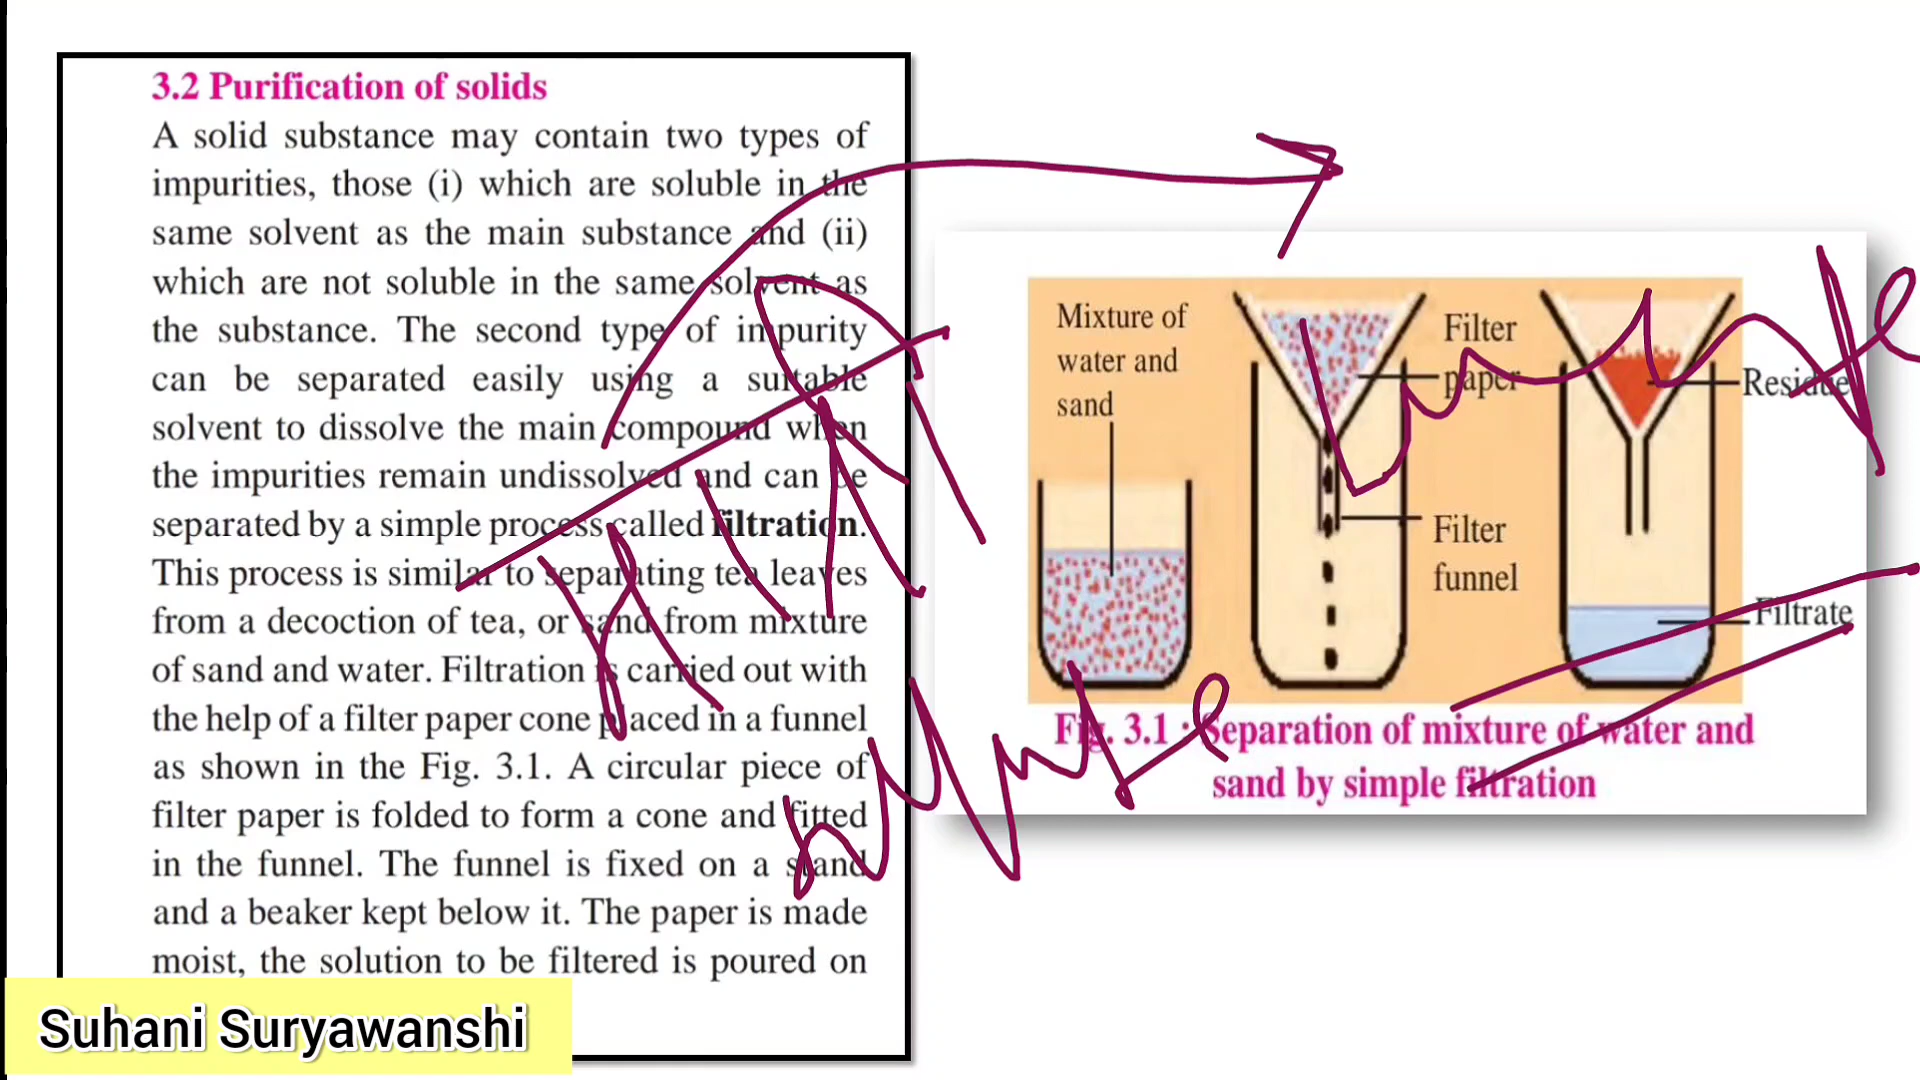 3.2 Purification of solids
A solid substance may contain two types of
impurities, those (i) which are soluble in the
same solvent as the main substance and (ii)
which are not soluble in the same solvent as
the substance. The second type of impurity
can be separated easily using a suitable
solvent to dissolve the main compound when
the impurities remain undissolved and can be
separated by a simple process called filtration.
This process is similar to separating tea leaves
from a decoction of tea, or sand from mixture
of sand and water. Filtration is carried out with
the help of a filter paper cone placed in a funnel
as shown in the Fig. 3.1. A circular piece of
filter paper is folded to form a cone and fitted
in the funnel. The funnel is fixed on a stand
and a beaker kept below it. The paper is made
moist, the solution to be filtered is poured on
Suhani Suryawanshi
Mixture of
water and
sand
Filter
paper
Filter
funnel
Residue
Filtrate
Fig. 3.1 : Separation of mixture of water and
sand by simple filtration